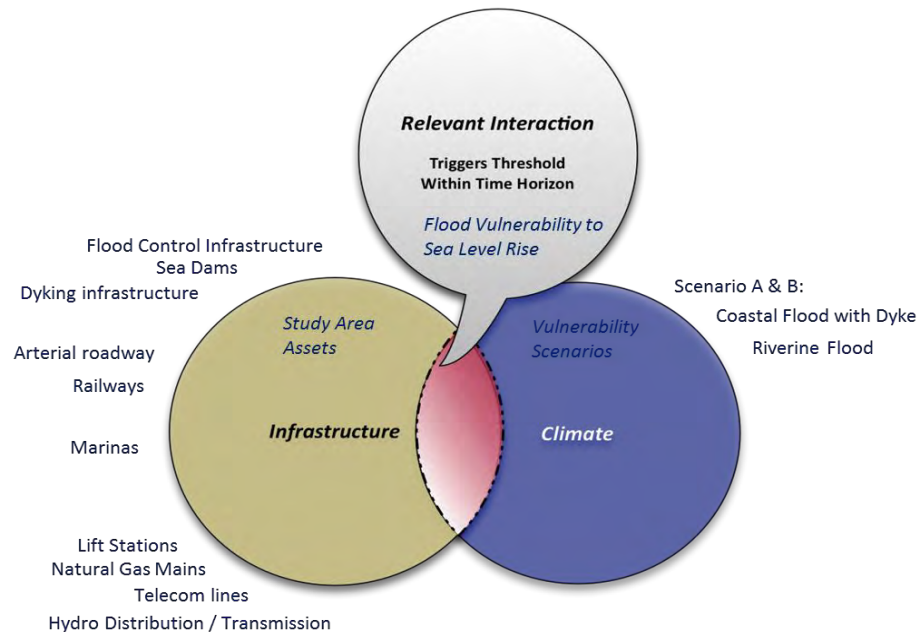 Relevant Interaction
Triggers Threshold
Within Time Horizon
Flood Vulnerability to
Sea Level Rise
Flood Control Infrastructure
Sea Dams
Dyking infrastructure
Arterial roadway
Railways
Marinas
Lift Stations
Natural Gas Mains
Telecom lines
Hydro Distribution / Transmission
Study Area
Assets
Infrastructure
Vulnerability
Scenarios
Climate
Scenario A & B:
Coastal Flood with Dyke
Riverine Flood